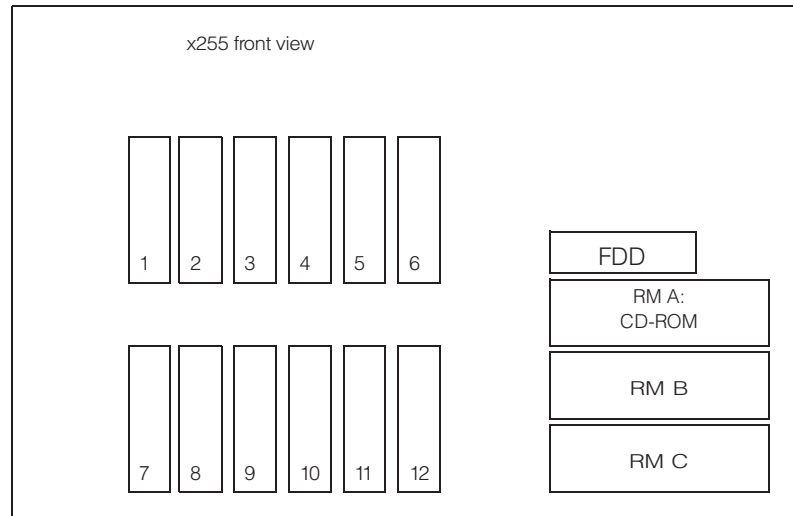 x255 front view
1 2 3 4 5 6
FDD
RM A:
CD-ROM
RM B
RM C
7 8 9 10 11 12